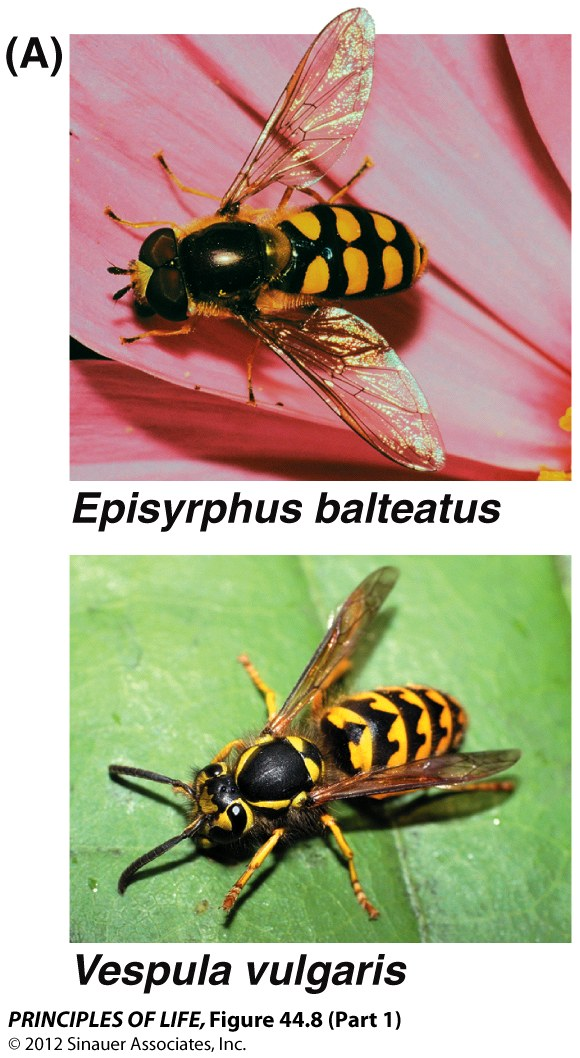 (A)
Episyrphus balteatus
Vespula vulgaris
PRINCIPLES OF LIFE, Figure 44.8 (Part 1)
© 2012 Sinauer Associates, Inc.